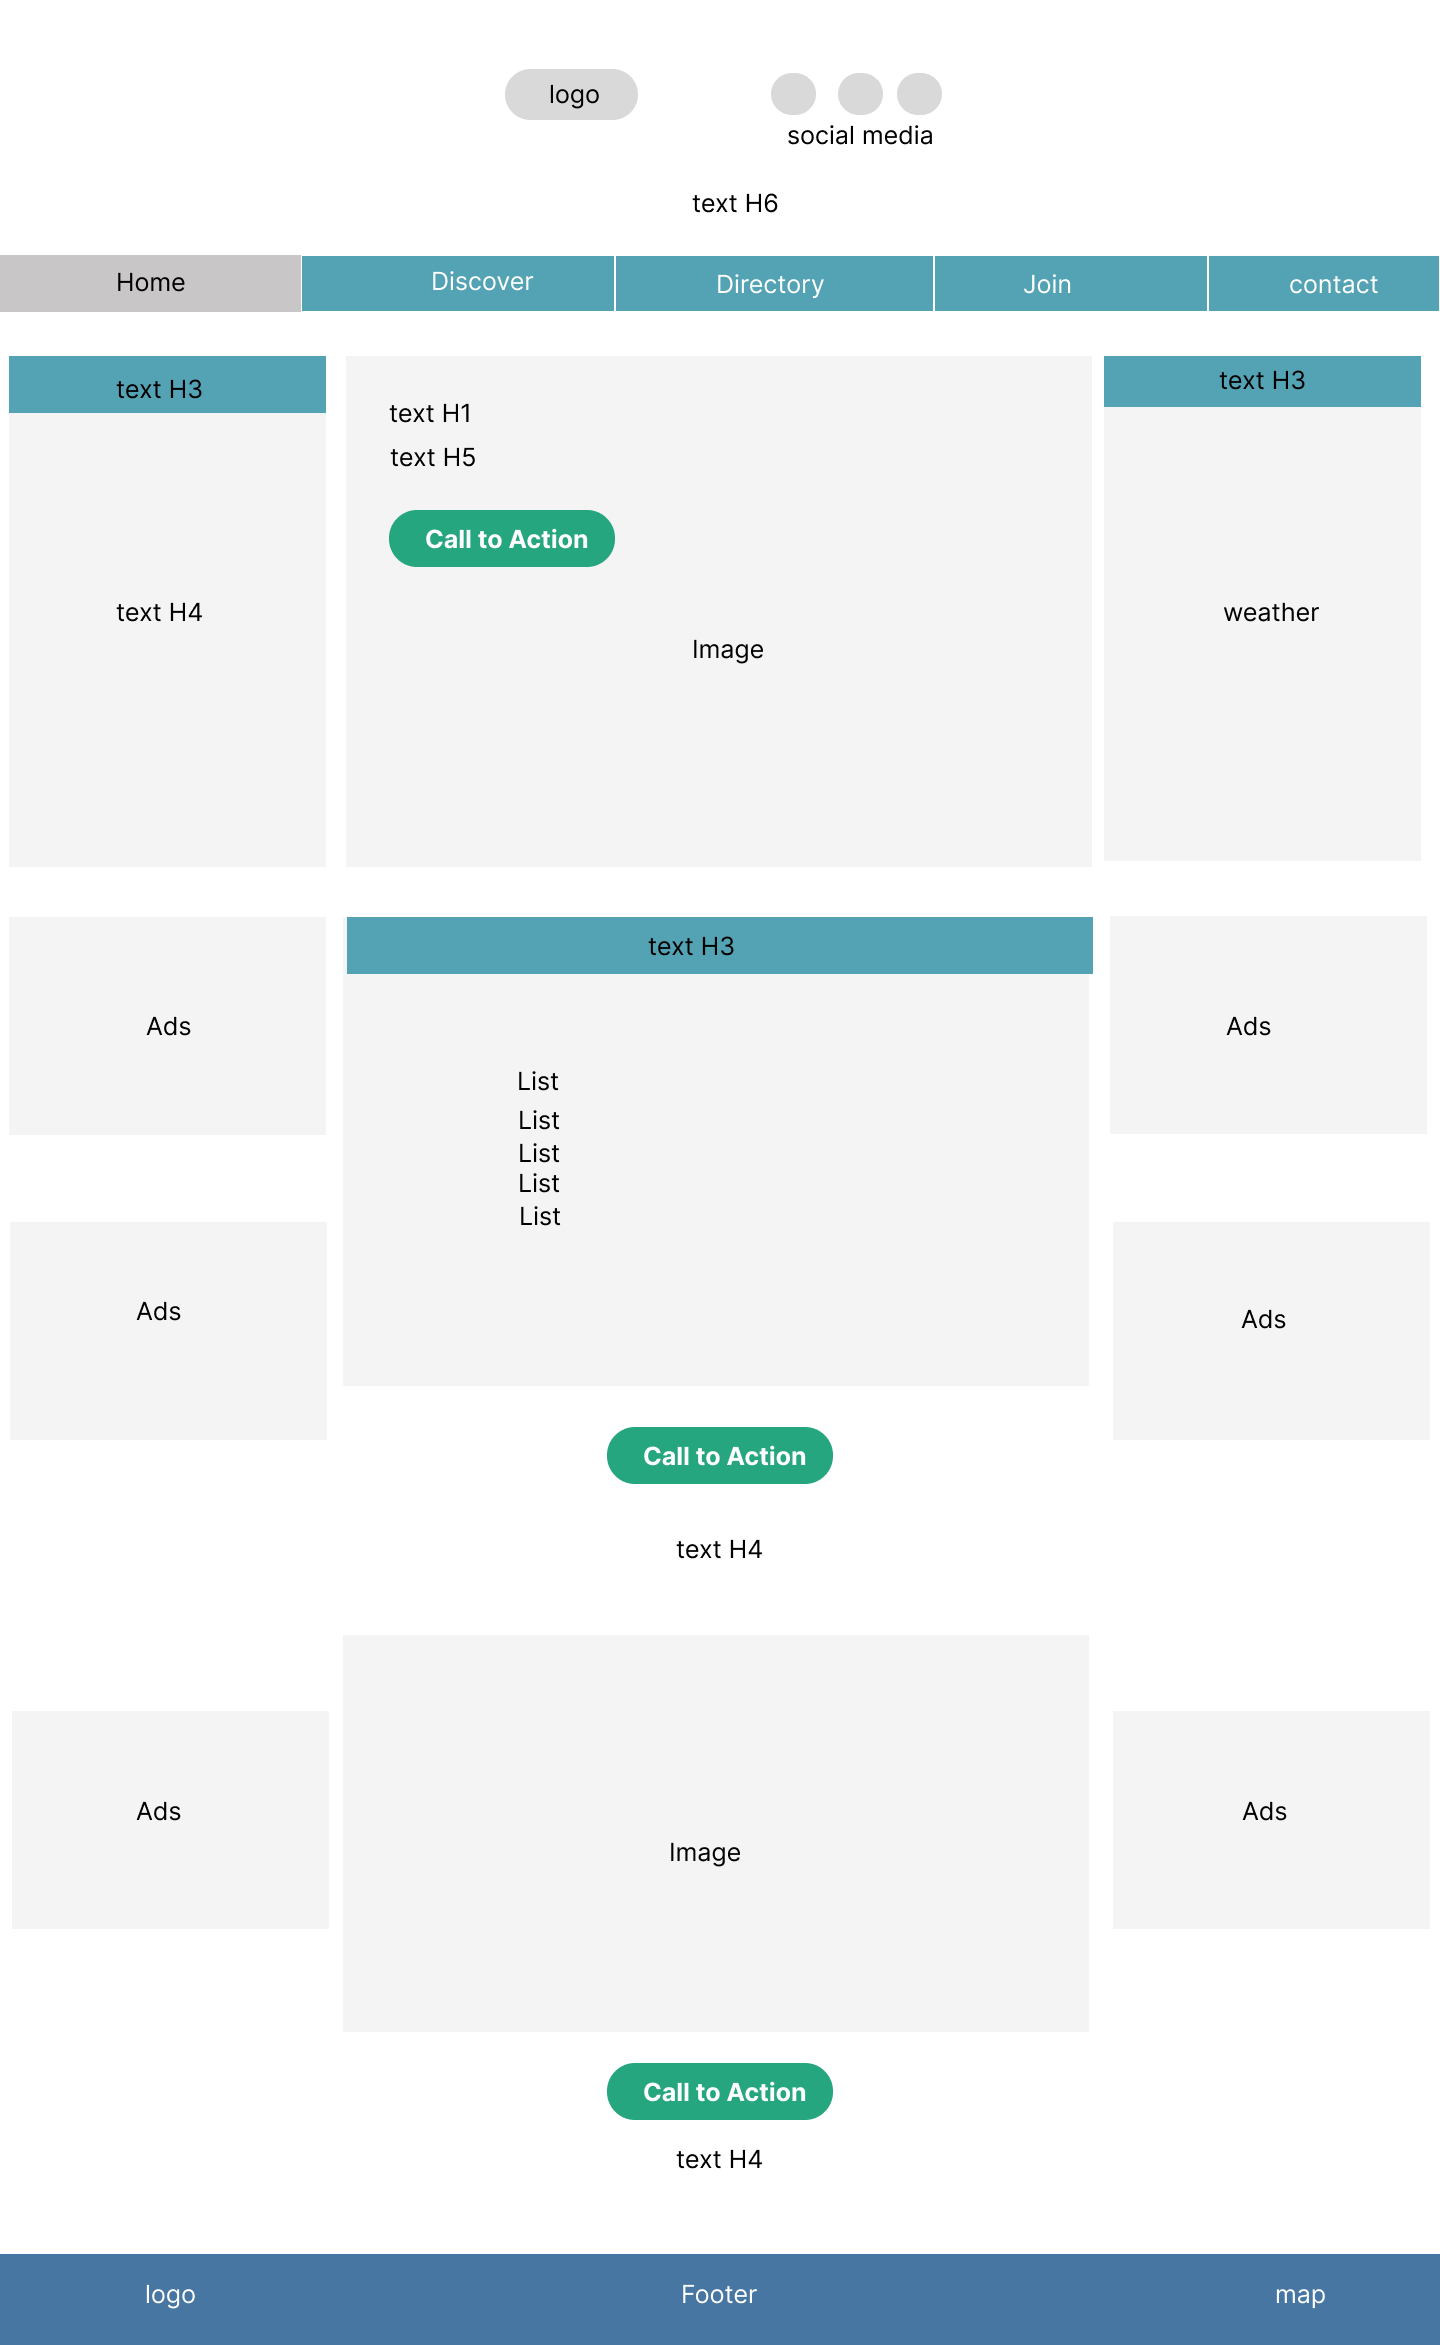 logo
social media
text H6
Home
Discover
Directory
Join
contact
text H3
text H4
text H1
text H5
Call to Action
Image
text H3
weather
Ads
text H3
List
List
List
List
List
Ads
Ads
Ads
Call to Action
text H4
Ads
Image
Ads
Call to Action
text H4
logo
Footer
map